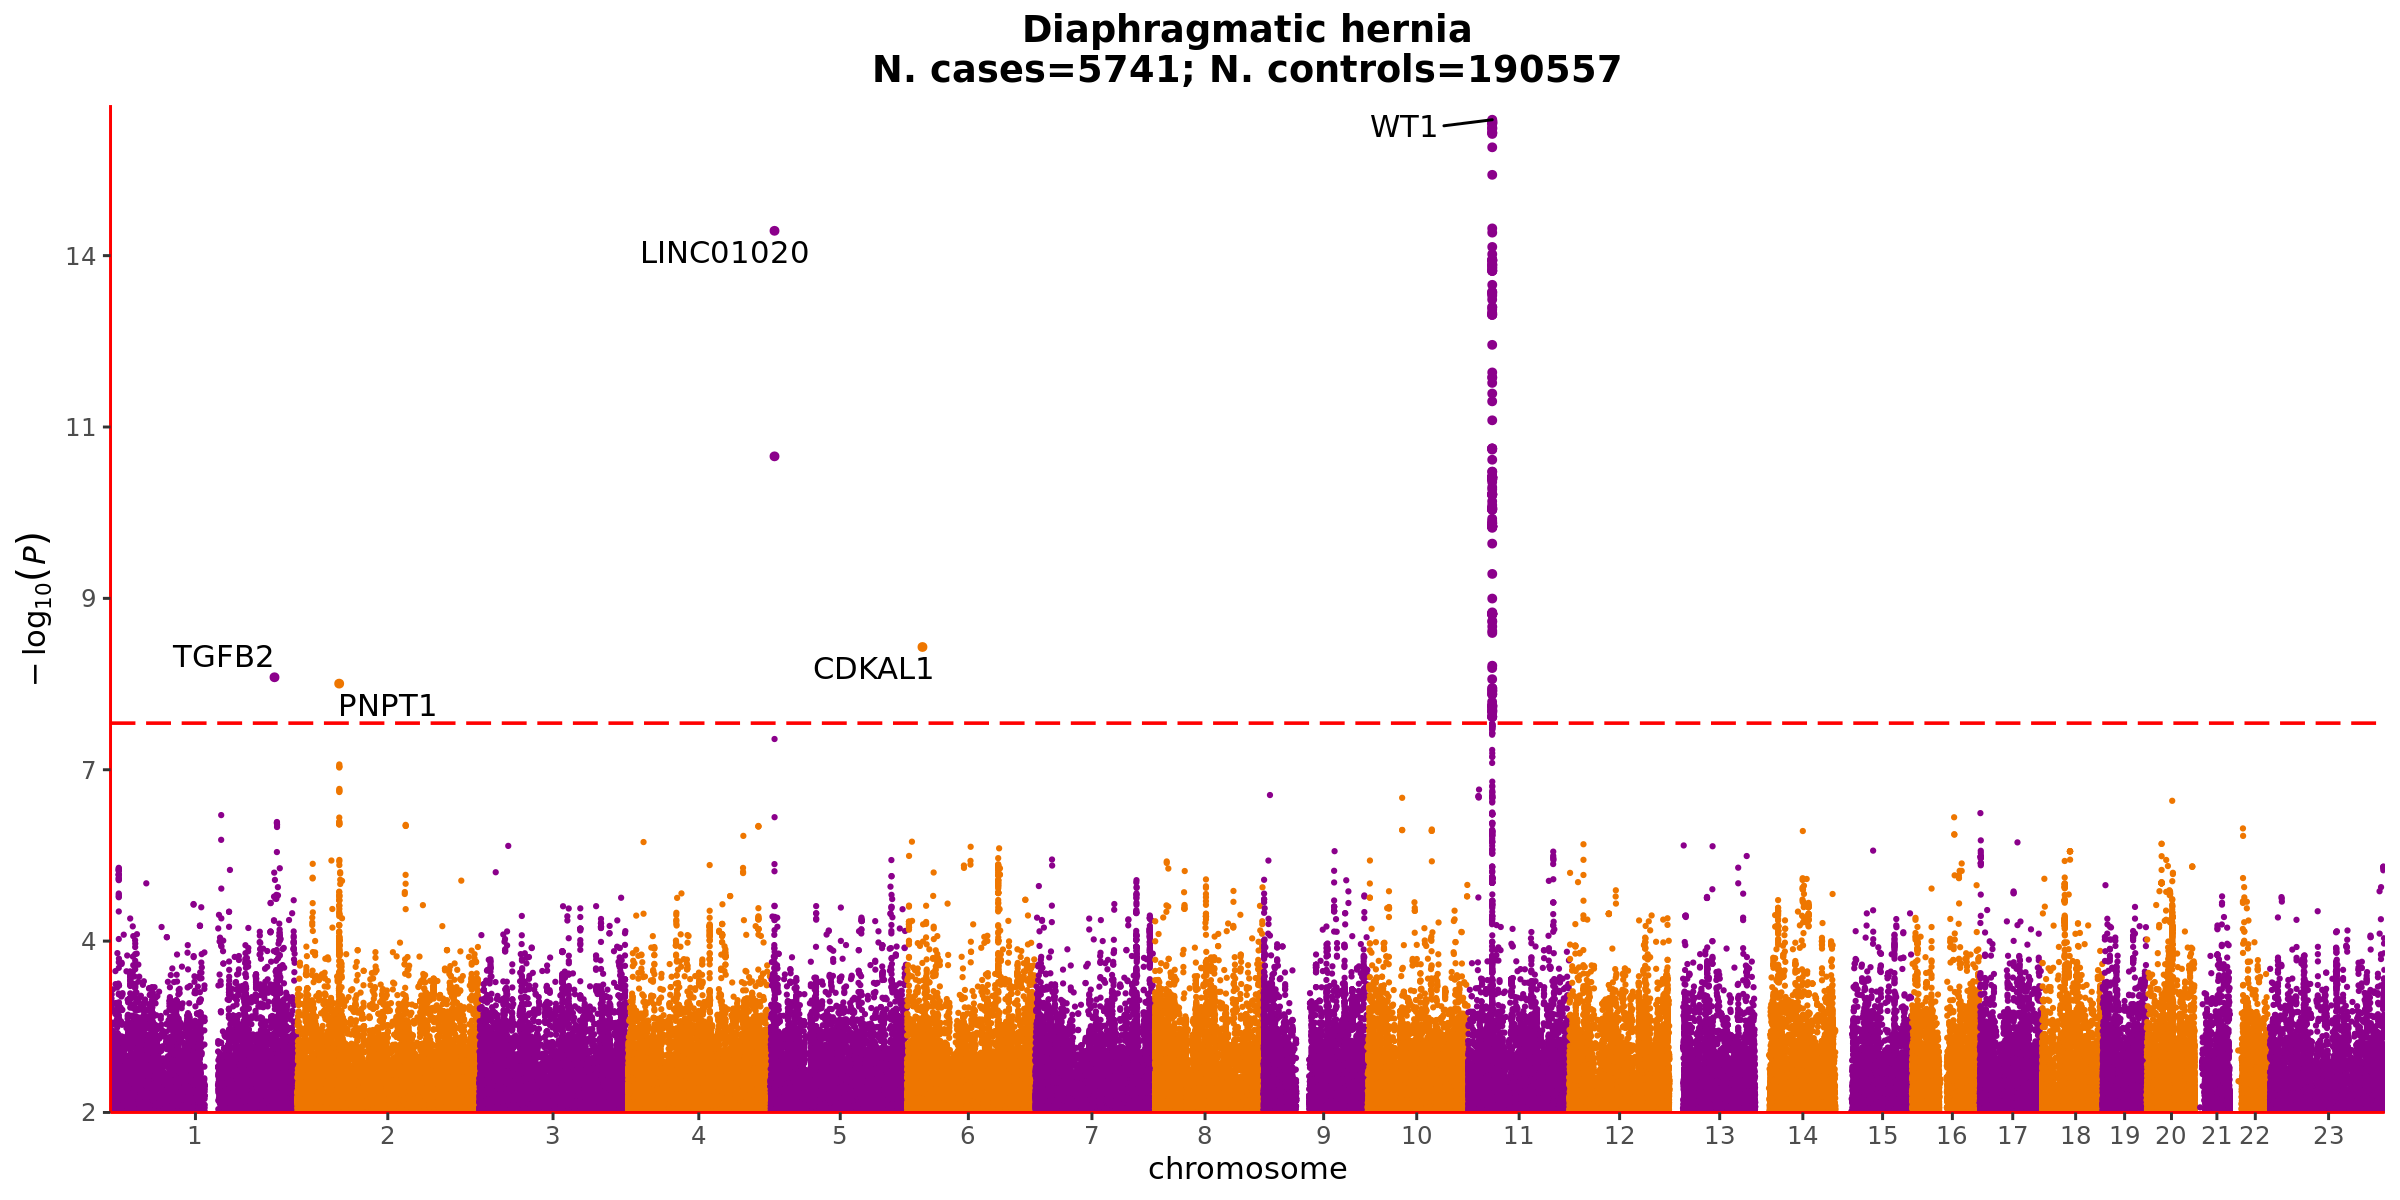 Diaphragmatic hernia
N. cases=5741; N. controls=190557
WT1
LINC01020
14
11
−log10(P)
9
TGFB2
CDKAL1
PNPT1
7
4
2
1 2 3 4 5 6 7 8 9 10 11 12 13 14 15 16 17 18 19 20 21 22 23
chromosome